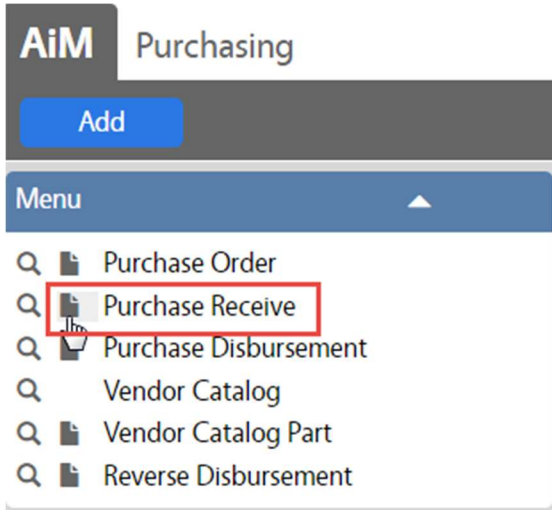 AiM Purchasing
Add
Menu
Purchase Order
Purchase Receive
Purchase Disbursement
Vendor Catalog
Vendor Catalog Part
Reverse Disbursement